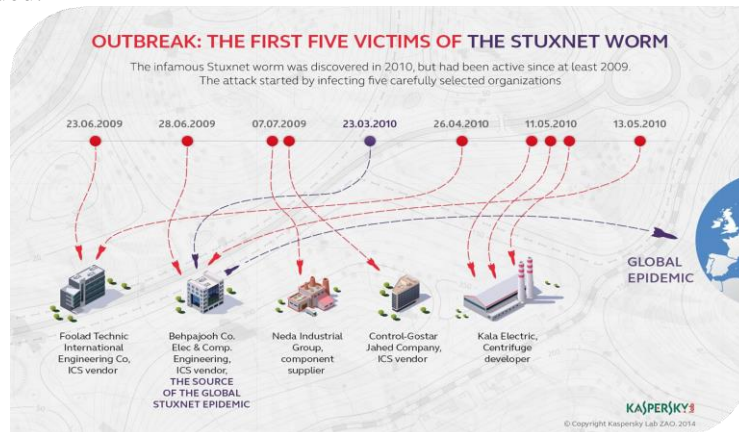 OUTBREAK: THE FIRST FIVE VICTIMS OF THE STUXNET WORM
The infamous Stuxnet worm was discovered in 2010, but had been active since at least 2009.
The attack started by infecting five carefully selected organizations
23.06.2009 28.06.2009 07.07.2009 23.03.2010 26.04.2010 11.05.2010 13.05.2010
GLOBAL
EPIDEMIC
Foolad Technic
International
Engineering Co,
ICS vendor
Behpajooh Co.
Elec & Comp.
Engineering,
ICS vendor,
THE SOURCE
OF THE GLOBAL
STUXNET EPIDEMIC
Neda Industrial
Group,
component
supplier
Control-Gostar
Jahed Company,
ICS vendor
Kala Electric,
Centrifuge
developer
KASPERSKY
© Copyright Kaspersky Lab ZAO, 2014